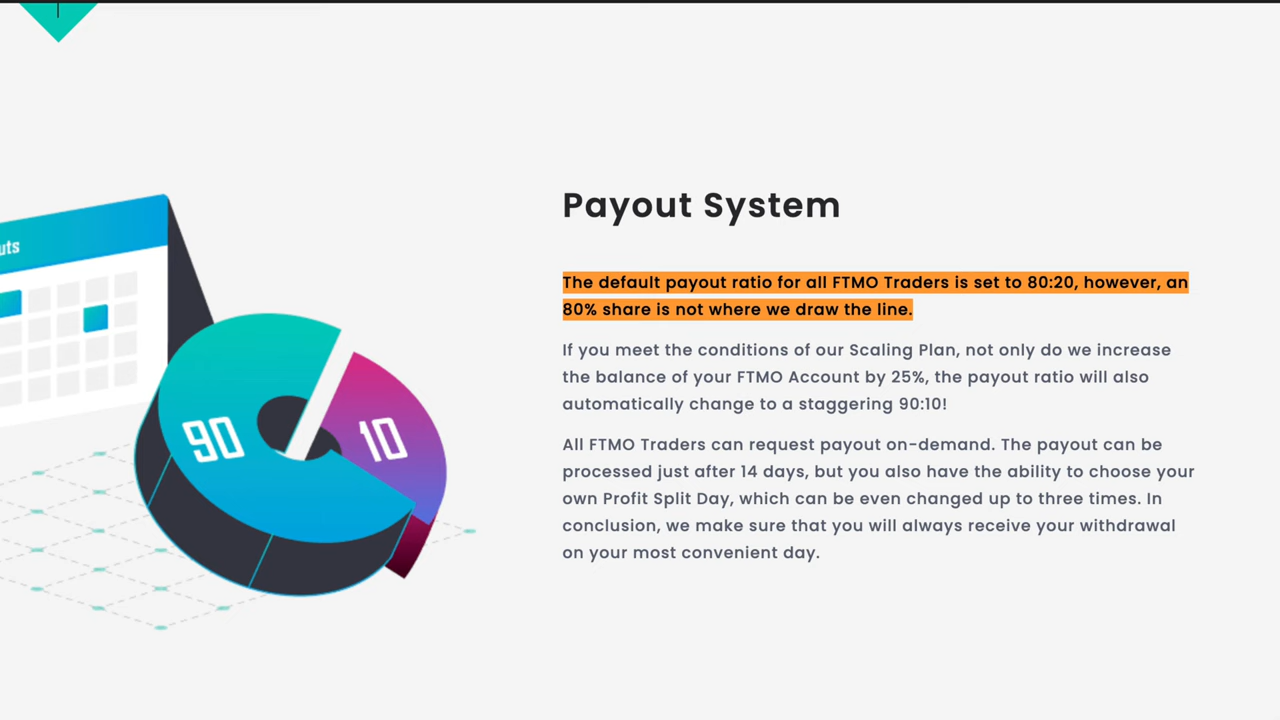 Payout System
uts
The default payout ratio for all FTMO Traders is set to 80:20, however, an
80% share is not where we draw the line.
If you meet the conditions of our Scaling Plan, not only do we increase
the balance of your FTMO Account by 25%, the payout ratio will also
automatically change to a staggering 90:10!
90
10
All FTMO Traders can request payout on-demand. The payout can be
processed just after 14 days, but you also have the ability to choose your
own Profit Split Day, which can be even changed up to three times. In
conclusion, we make sure that you will always receive your withdrawal
on your most convenient day.